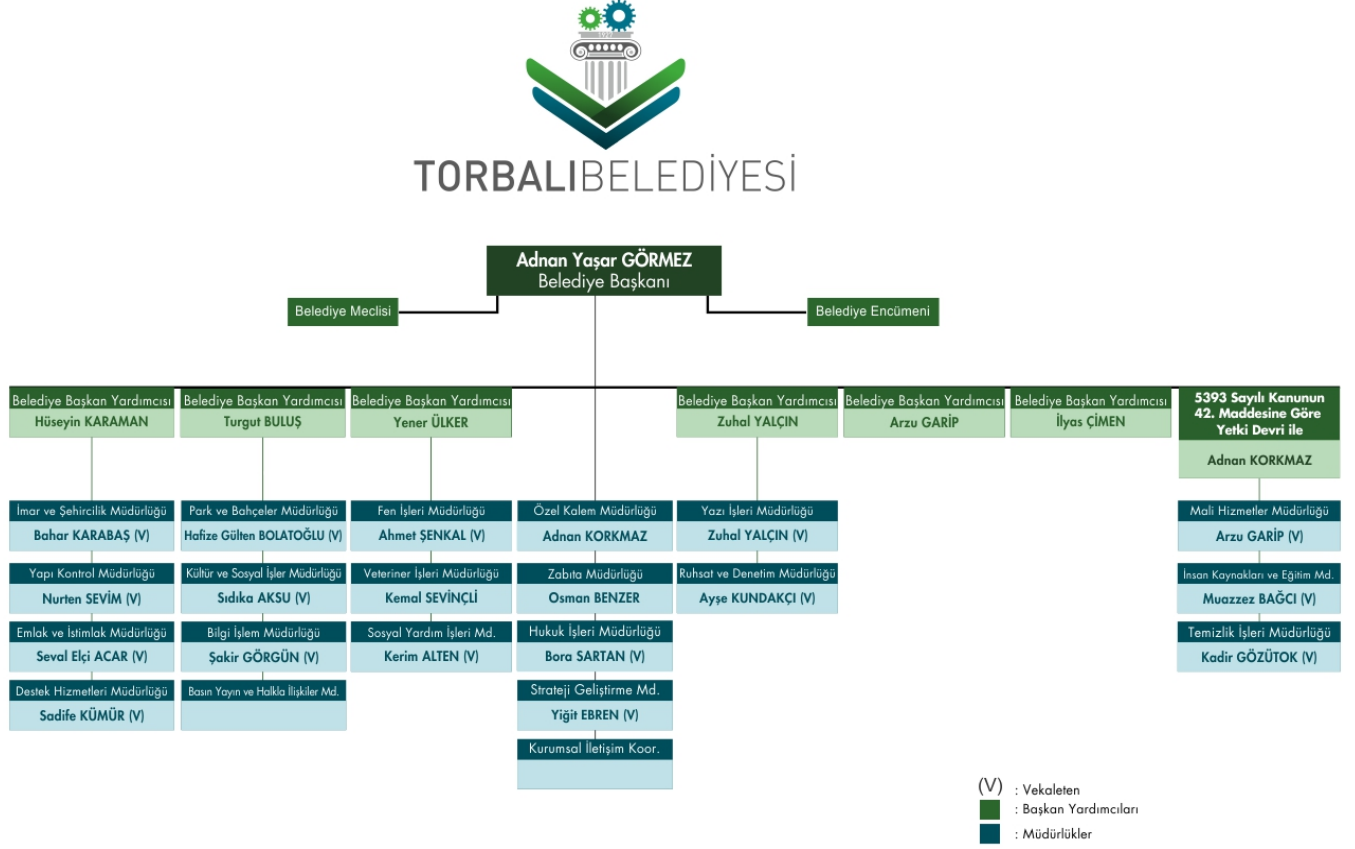 1927
TORBALIBELEDİYESİ
Adnan Yaşar GÖRMEZ
Belediye Başkanı
Belediye Meclisi
Belediye Encümeni
Belediye Başkan Yardımcısı
Hüseyin KARAMAN
Belediye Başkan Yardımcısı
Turgut BULUŞ
Belediye Başkan Yardımcısı
Yener ÜLKER
Belediye Başkan Yardımcısı
Zuhal YALÇIN
Belediye Başkan Yardımcısı
Arzu GARİP
Belediye Başkan Yardımcısı
İlyas ÇİMEN
5393 Sayılı Kanunun
42. Maddesine Göre
Yetki Devri ile
Adnan KORKMAZ
İmar ve Şehircilik Müdürlüğü
Bahar KARABAŞ (V)
Yapı Kontrol Müdürlüğü
Nurten SEVİM (V)
Emlak ve İstimlak Müdürlüğü
Seval Elçi ACAR (V)
Destek Hizmetleri Müdürlüğü
Sadife KÜMÜR (V)
Park ve Bahçeler Müdürlüğü
Hafize Gülten BOLATOĞLU (V)
Kültür ve Sosyal İşler Müdürlüğü
Sıdıka AKSU (V)
Bilgi İşlem Müdürlüğü
Şakir GÖRGÜN (V)
Basın Yayın ve Halkla İlişkiler Md.
Fen İşleri Müdürlüğü
Ahmet ŞENKAL (V)
Veteriner İşleri Müdürlüğü
Kemal SEVİNÇLİ
Sosyal Yardım İşleri Md.
Kerim ALTEN (V)
Özel Kalem Müdürlüğü
Adnan KORKMAZ
Zabıta Müdürlüğü
Osman BENZER
Hukuk İşleri Müdürlüğü
Bora SARTAN (V)
Strateji Geliştirme Md.
Yiğit EBREN (V)
Kurumsal İletişim Koor.
Yazı İşleri Müdürlüğü
Zuhal YALÇIN (V)
Ruhsat ve Denetim Müdürlüğü
Ayşe KUNDAKÇI (V)
Mali Hizmetler Müdürlüğü
Arzu GARİP (V)
İnsan Kaynakları ve Eğitim Md.
Muazzez BAĞCI (V)
Temizlik İşleri Müdürlüğü
Kadir GÖZÜTOK (V)
(V) : Vekaleten
: Başkan Yardımcıları
: Müdürlükler